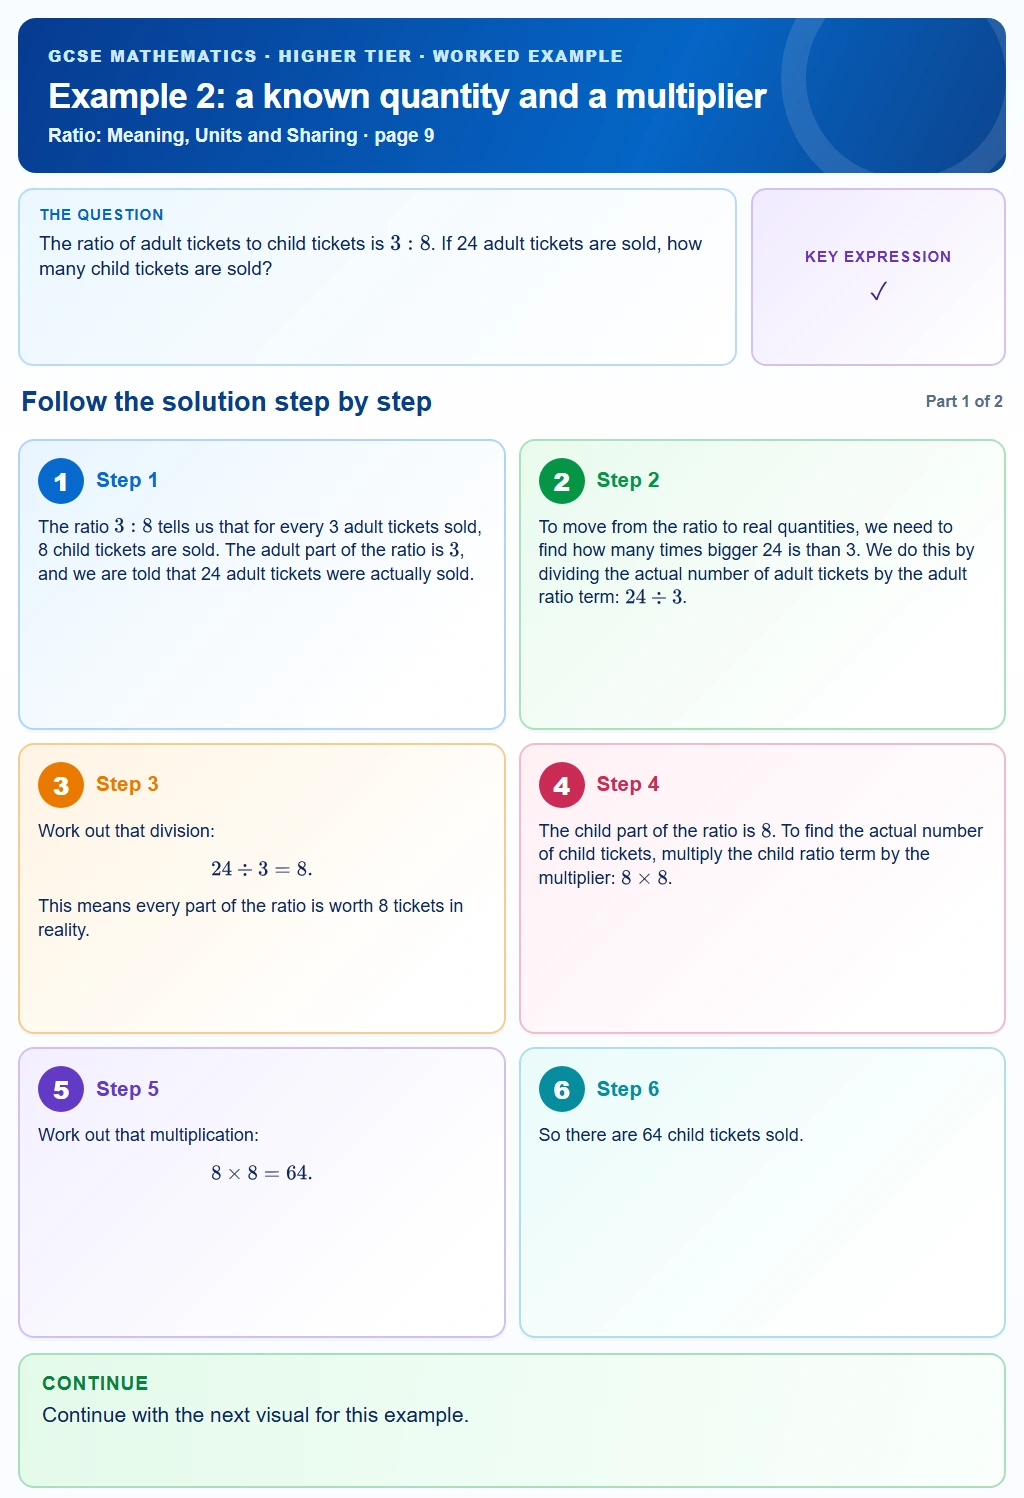 GCSE MATHEMATICS · HIGHER TIER · WORKED EXAMPLE
Example 2: a known quantity and a multiplier
Ratio: Meaning, Units and Sharing · page 9
THE QUESTION
The ratio of adult tickets to child tickets is 3 : 8. If 24 adult tickets are sold, how
many child tickets are sold?
KEY EXPRESSION
✓
Follow the solution step by step
Part 1 of 2
1 Step 1
The ratio 3 : 8 tells us that for every 3 adult tickets sold,
8 child tickets are sold. The adult part of the ratio is 3,
and we are told that 24 adult tickets were actually sold.
2 Step 2
To move from the ratio to real quantities, we need to
find how many times bigger 24 is than 3. We do this by
dividing the actual number of adult tickets by the adult
ratio term: 24 ÷ 3.
3 Step 3
Work out that division:
24 ÷ 3 = 8.
This means every part of the ratio is worth 8 tickets in
reality.
4 Step 4
The child part of the ratio is 8. To find the actual number
of child tickets, multiply the child ratio term by the
multiplier: 8 × 8.
5 Step 5
Work out that multiplication:
8 × 8 = 64.
6 Step 6
So there are 64 child tickets sold.
CONTINUE
Continue with the next visual for this example.